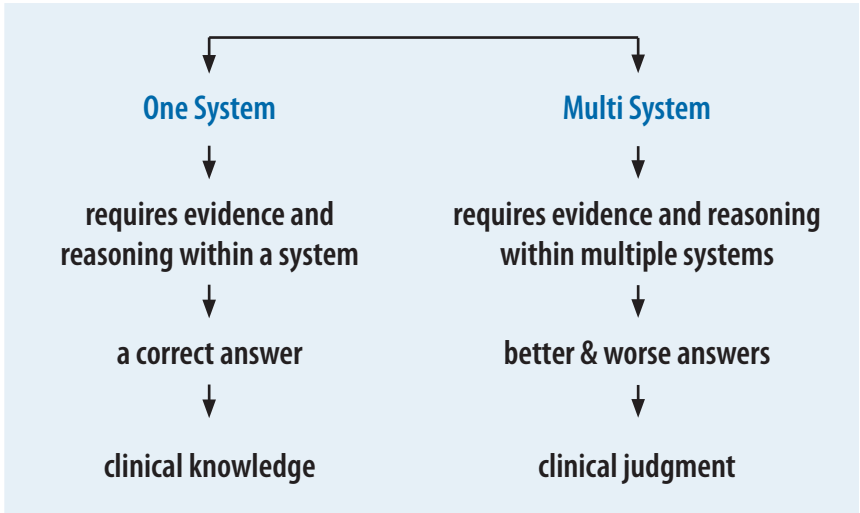 One System
requires evidence and
reasoning within a system
a correct answer
clinical knowledge
Multi System
requires evidence and reasoning
within multiple systems
better & worse answers
clinical judgment